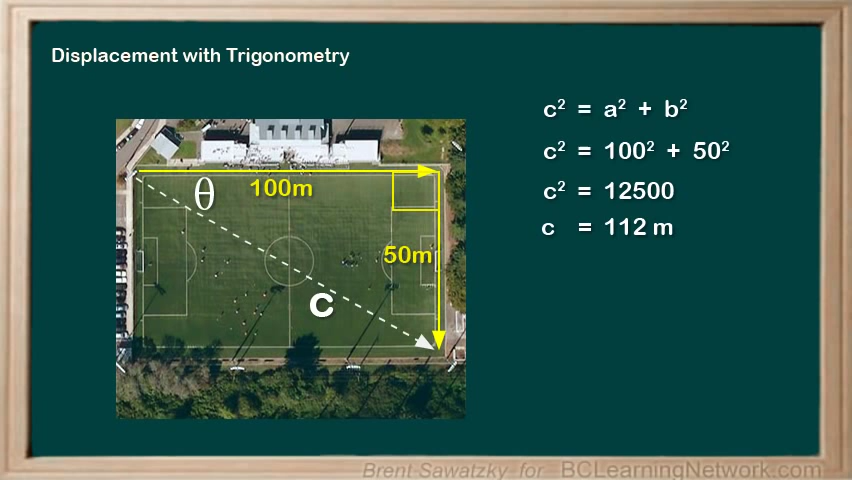 Displacement with Trigonometry
c² = a² + b²
c² = 100² + 50²
c² = 12500
c = 112 m
θ
100m
50m
c
Brent Sawatzky for BCLearningNetwork.com